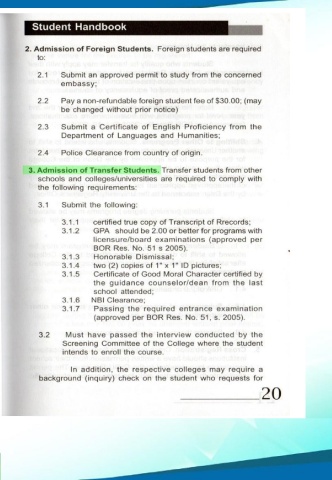 Student Handbook
2. Admission of Foreign Students. Foreign students are required
to:
2.1 Submit an approved permit to study from the concerned
embassy;
2.2 Pay a non-refundable foreign student fee of $30.00; (may
be changed without prior notice)
2.3 Submit a Certificate of English Proficiency from the
Department of Languages and Humanities;
2.4 Police Clearance from country of origin.
3. Admission of Transfer Students. Transfer students from other
schools and colleges/universities are required to comply with
the following requirements:
3.1 Submit the following:
3.1.1 certified true copy of Transcript of Rrecords;
3.1.2 GPA should be 2.00 or better for programs with
licensure/board examinations (approved per
BOR Res. No. 51 s 2005).
3.1.3 Honorable Dismissal;
3.1.4 two (2) copies of 1" x 1" ID pictures;
3.1.5 Certificate of Good Moral Character certified by
the guidance counselor/dean from the last
school attended;
3.1.6 NBI Clearance;
3.1.7 Passing the required entrance examination
(approved per BOR Res. No. 51, s. 2005).
3.2 Must have passed the interview conducted by the
Screening Committee of the College where the student
intends to enroll the course.
In addition, the respective colleges may require a
background (inquiry) check on the student who requests for
20